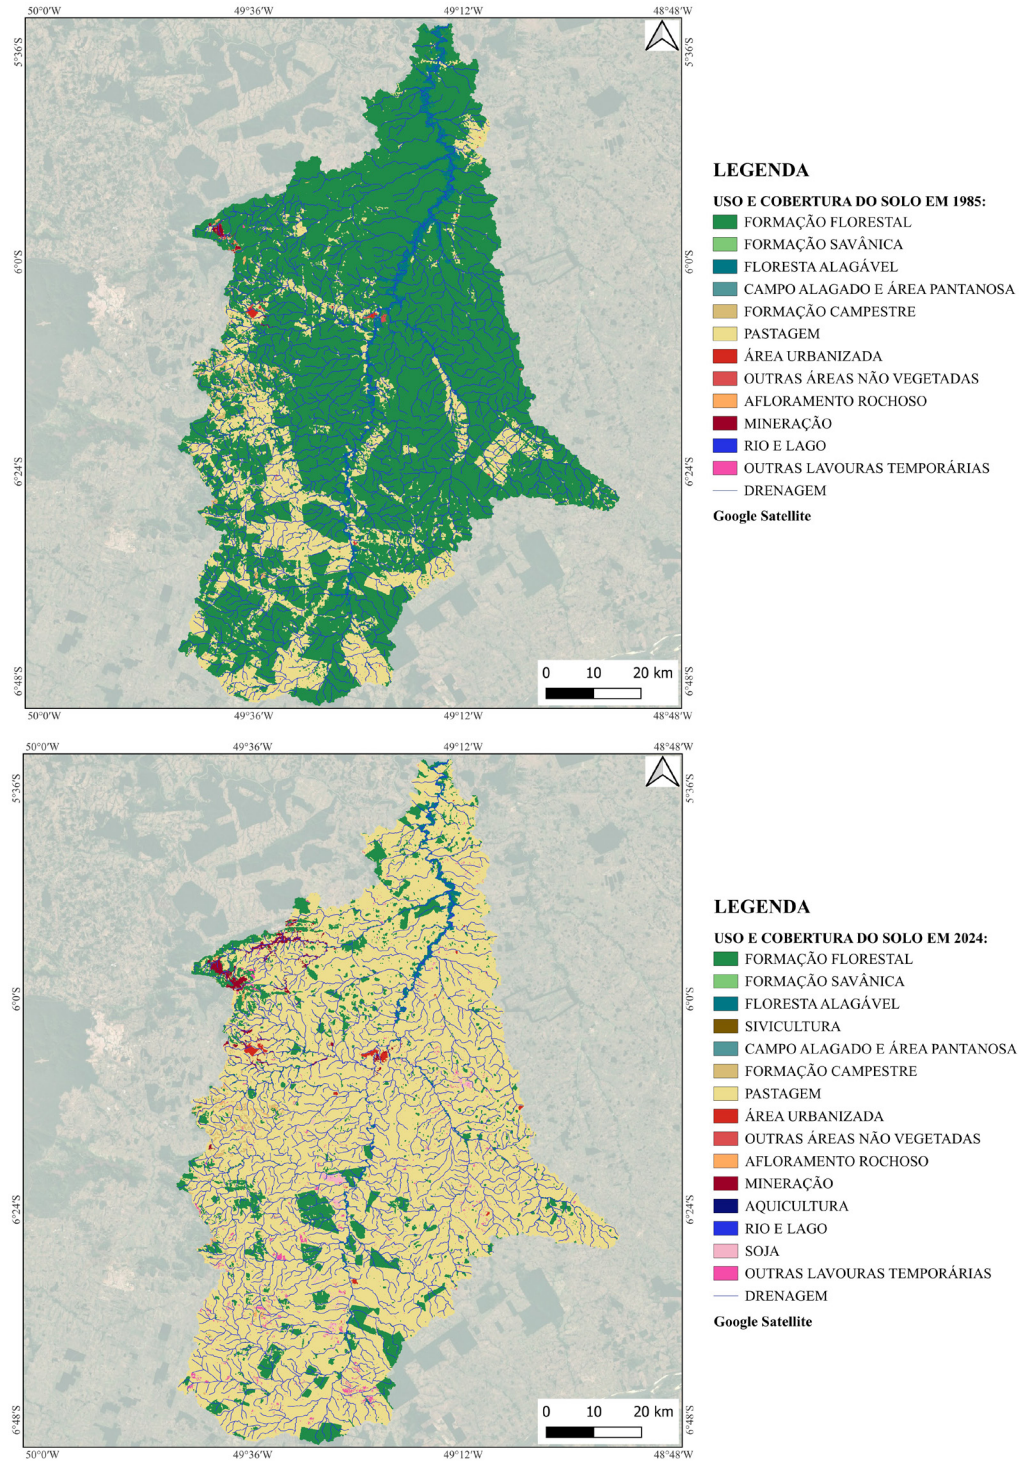 50°0'W 49°36'W 49°12'W 48°48'W
5°36'S 5°36'S
6°0'S 6°0'S
6°24'S 6°24'S
6°48'S 6°48'S
0 10 20 km
50°0'W 49°36'W 49°12'W 48°48'W
LEGENDA
USO E COBERTURA DO SOLO EM 1985:
FORMAÇÃO FLORESTAL
FORMAÇÃO SAVÂNICA
FLORESTA ALAGÁVEL
CAMPO ALAGADO E ÁREA PANTANOSA
FORMAÇÃO CAMPESTRE
PASTAGEM
ÁREA URBANIZADA
OUTRAS ÁREAS NÃO VEGETADAS
AFLORAMENTO ROCHOSO
MINERAÇÃO
RIO E LAGO
OUTRAS LAVOURAS TEMPORÁRIAS
DRENAGEM
Google Satellite
50°0'W 49°36'W 49°12'W 48°48'W
5°36'S 5°36'S
6°0'S 6°0'S
6°24'S 6°24'S
6°48'S 6°48'S
0 10 20 km
50°0'W 49°36'W 49°12'W 48°48'W
LEGENDA
USO E COBERTURA DO SOLO EM 2024:
FORMAÇÃO FLORESTAL
FORMAÇÃO SAVÂNICA
FLORESTA ALAGÁVEL
SIVICULTURA
CAMPO ALAGADO E ÁREA PANTANOSA
FORMAÇÃO CAMPESTRE
PASTAGEM
ÁREA URBANIZADA
OUTRAS ÁREAS NÃO VEGETADAS
AFLORAMENTO ROCHOSO
MINERAÇÃO
AQUICULTURA
RIO E LAGO
SOJA
OUTRAS LAVOURAS TEMPORÁRIAS
DRENAGEM
Google Satellite